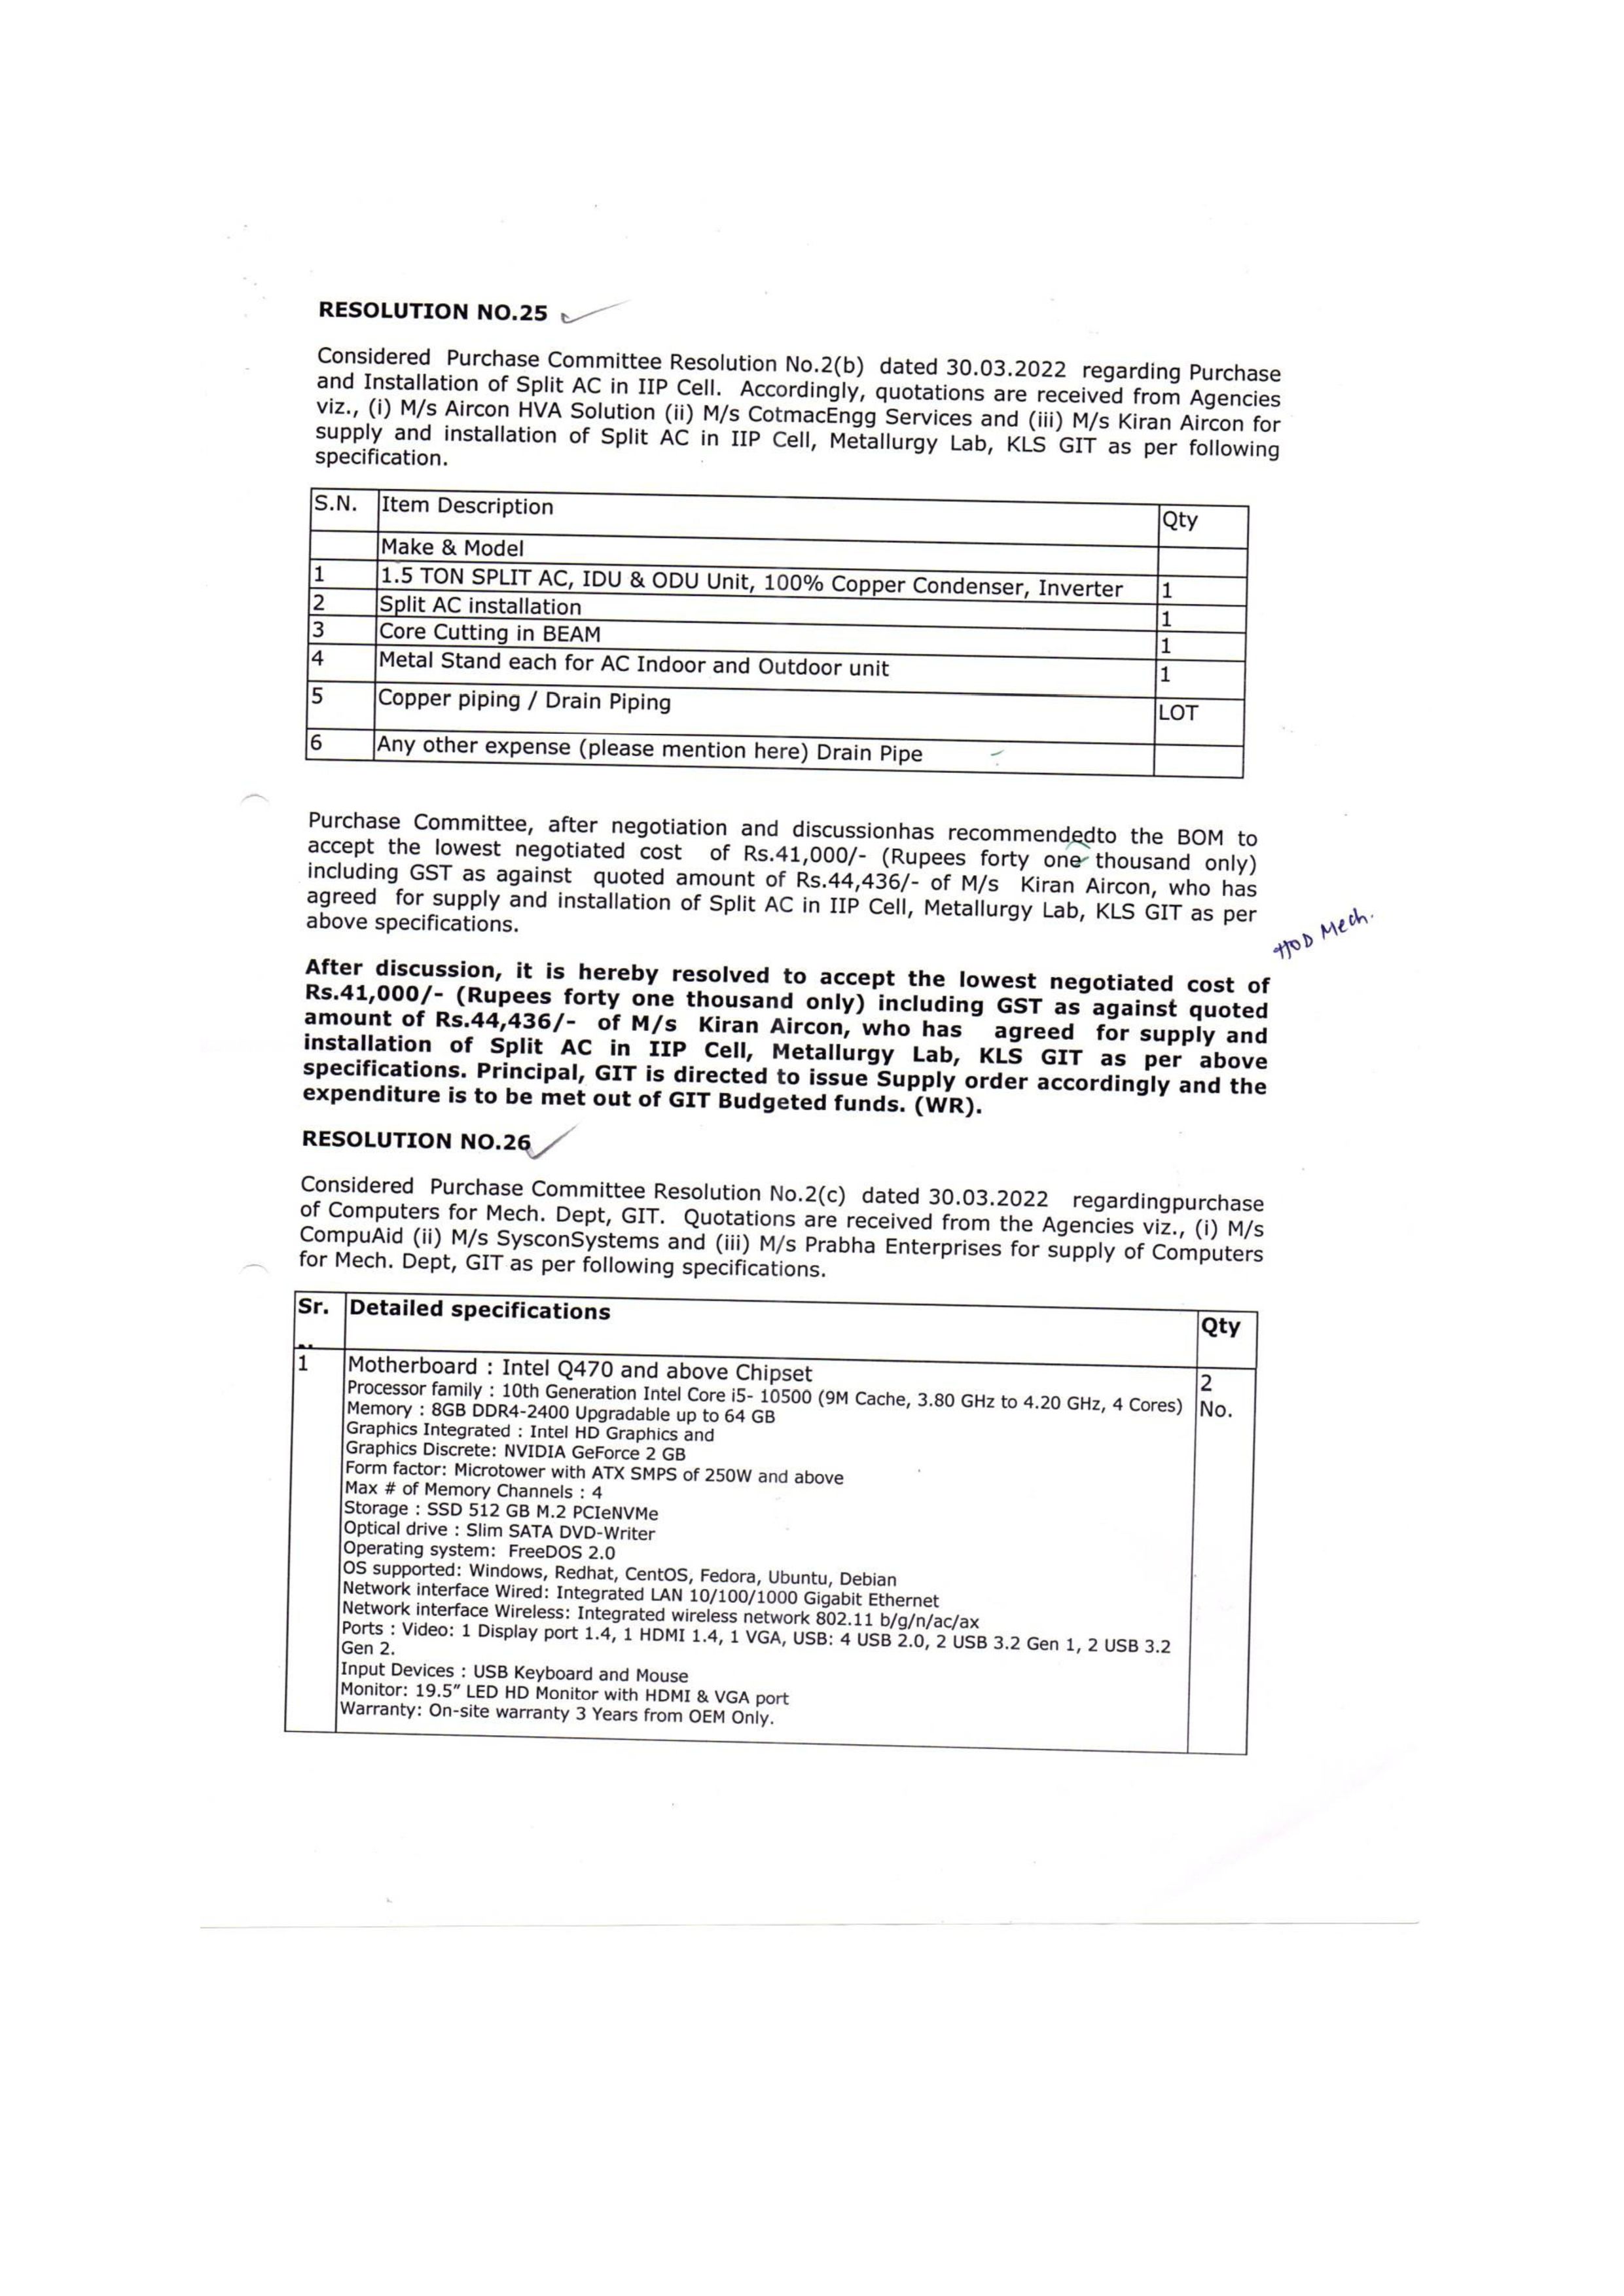 RESOLUTION NO.25
Considered Purchase Committee Resolution No.2(b) dated 30.03.2022 regarding Purchase
and Installation of Split AC in IIP Cell. Accordingly, quotations are received from Agencies
viz., (i) M/s Aircon HVA Solution (ii) M/s CotmacEngg Services and (iii) M/s Kiran Aircon for
supply and installation of Split AC in IIP Cell, Metallurgy Lab, KLS GIT as per following
specification.
S.N. Item Description Qty
Make & Model
1 1.5 TON SPLIT AC, IDU & ODU Unit, 100% Copper Condenser, Inverter 1
2 Split AC installation 1
3 Core Cutting in BEAM 1
4 Metal Stand each for AC Indoor and Outdoor unit 1
5 Copper piping / Drain Piping LOT
6 Any other expense (please mention here) Drain Pipe
Purchase Committee, after negotiation and discussionhas recommendedto the BOM to
accept the lowest negotiated cost of Rs.41,000/- (Rupees forty one thousand only)
including GST as against quoted amount of Rs.44,436/- of M/s Kiran Aircon, who has
agreed for supply and installation of Split AC in IIP Cell, Metallurgy Lab, KLS GIT as per
above specifications.
HOD Mech.
After discussion, it is hereby resolved to accept the lowest negotiated cost of
Rs.41,000/- (Rupees forty one thousand only) including GST as against quoted
amount of Rs.44,436/- of M/s Kiran Aircon, who has agreed for supply and
installation of Split AC in IIP Cell, Metallurgy Lab, KLS GIT as per above
specifications. Principal, GIT is directed to issue Supply order accordingly and the
expenditure is to be met out of GIT Budgeted funds. (WR).
RESOLUTION NO.26
Considered Purchase Committee Resolution No.2(c) dated 30.03.2022 regardingpurchase
of Computers for Mech. Dept, GIT. Quotations are received from the Agencies viz., (i) M/s
CompuAid (ii) M/s SysconSystems and (iii) M/s Prabha Enterprises for supply of Computers
for Mech. Dept, GIT as per following specifications.
Sr. Detailed specifications Qty
1 Motherboard : Intel Q470 and above Chipset 2
Processor family : 10th Generation Intel Core i5- 10500 (9M Cache, 3.80 GHz to 4.20 GHz, 4 Cores) No.
Memory : 8GB DDR4-2400 Upgradable up to 64 GB
Graphics Integrated : Intel HD Graphics and
Graphics Discrete: NVIDIA GeForce 2 GB
Form factor: Microtower with ATX SMPS of 250W and above
Max # of Memory Channels : 4
Storage : SSD 512 GB M.2 PCIeNVMe
Optical drive : Slim SATA DVD-Writer
Operating system: FreeDOS 2.0
OS supported: Windows, Redhat, CentOS, Fedora, Ubuntu, Debian
Network interface Wired: Integrated LAN 10/100/1000 Gigabit Ethernet
Network interface Wireless: Integrated wireless network 802.11 b/g/n/ac/ax
Ports : Video: 1 Display port 1.4, 1 HDMI 1.4, 1 VGA, USB: 4 USB 2.0, 2 USB 3.2 Gen 1, 2 USB 3.2
Gen 2.
Input Devices : USB Keyboard and Mouse
Monitor: 19.5″ LED HD Monitor with HDMI & VGA port
Warranty: On-site warranty 3 Years from OEM Only.